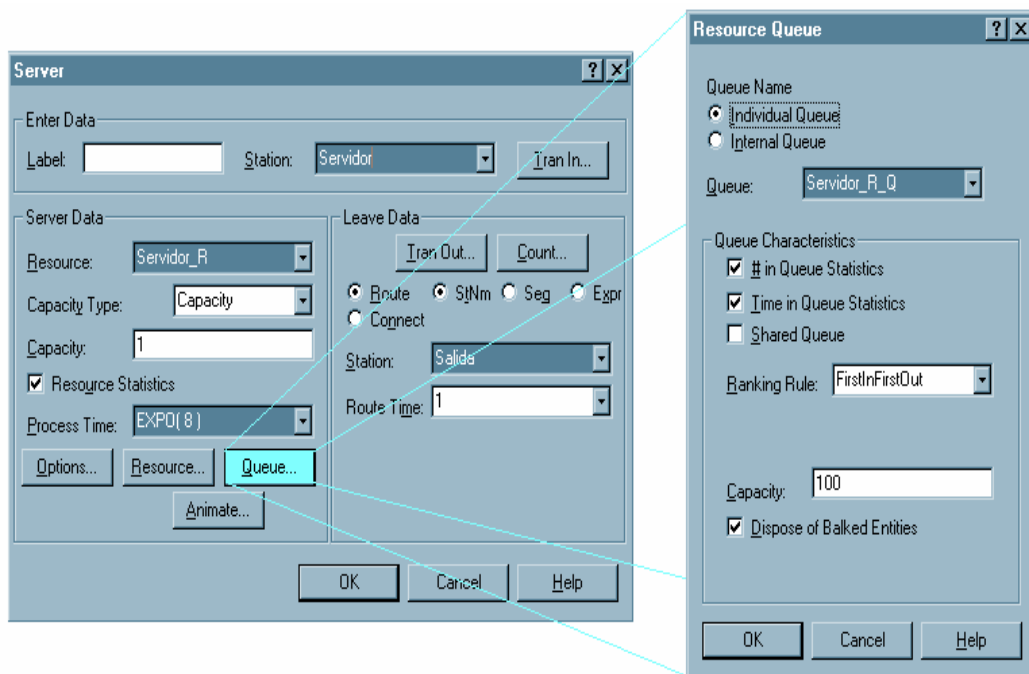 Server
Enter Data
Label:
Station: Servidor
Tran In...
Server Data
Resource: Servidor_R
Capacity Type: Capacity
Capacity: 1
Resource Statistics
Process Time: EXPO( 8 )
Options... Resource... Queue...
Animate...
Leave Data
Tran Out... Count...
Route StNm Seq Expr
Connect
Station: Salida
Route Time: 1
OK Cancel Help
Resource Queue
Queue Name
Individual Queue
Internal Queue
Queue: Servidor_R_Q
Queue Characteristics
# in Queue Statistics
Time in Queue Statistics
Shared Queue
Ranking Rule: FirstInFirstOut
Capacity: 100
Dispose of Balked Entities
OK Cancel Help